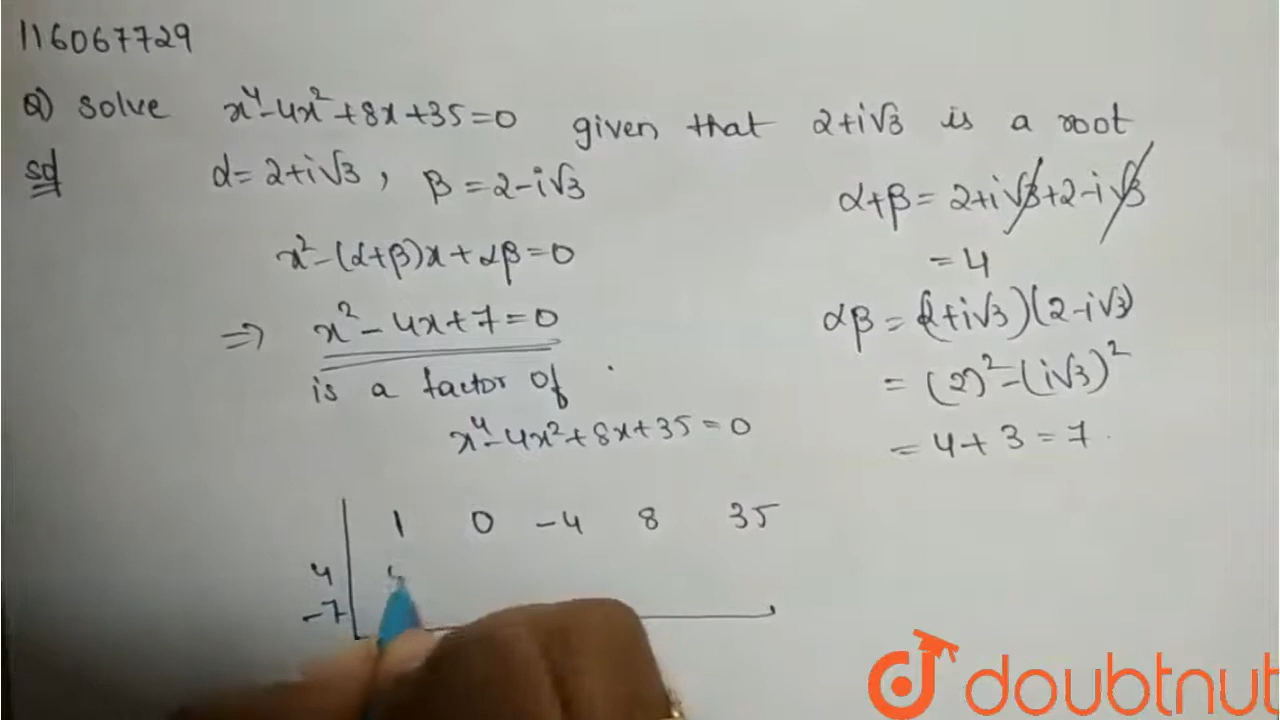 116067729
Q) solve x⁴-4x²+8x+35=0 given that 2+i√3 is a root
sol α=2+i√3, β=2-i√3
x²-(α+β)x+αβ=0
⇒ x²-4x+7=0
is a factor of
x⁴-4x²+8x+35=0
α+β=2+i√3+2-i√3
=4
αβ=(2+i√3)(2-i√3)
=(2)²-(i√3)²
=4+3=7.
1 0 -4 8 35
4
-7
doubtnut